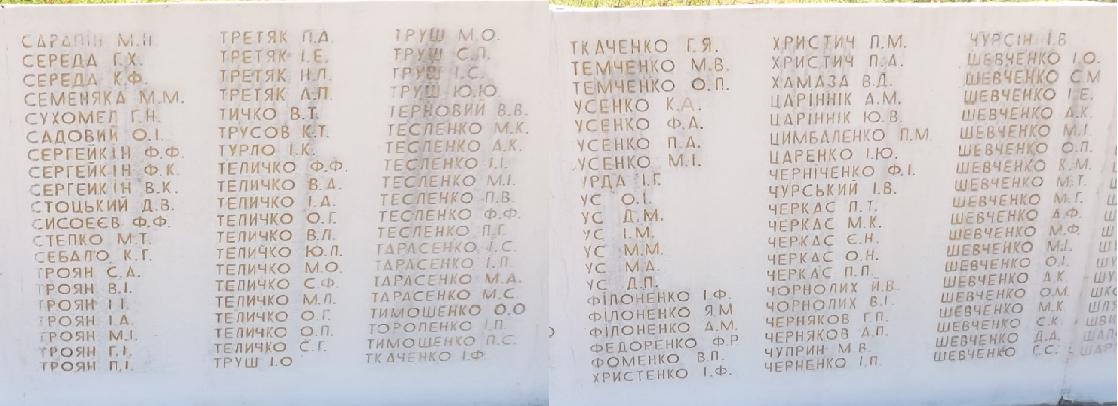 САРАПІН М.П.
СЕРЕДА Г.Х.
СЕРЕДА К.Ф.
СЕМЕНЯКА М.М.
СУХОМЕЛ Г.Н.
САДОВИЙ О.І.
СЕРГЕЙКІН Ф.Ф.
СЕРГЕЙКІН Ф.К.
СЕРГЕИКІН В.К.
СТОЦЬКИЙ Д.В.
СИСОЕЄВ Ф.Ф.
СТЕПКО М.Т.
СЕБАЛО К.Г.
ТРОЯН С.А.
ТРОЯН В.І.
ТРОЯН І.І.
ТРОЯН І.А.
ТРОЯН М.І.
ТРОЯН Г.І.
ТРОЯН П.І.
ТРЕТЯК П.А.
ТРЕТЯК І.Е.
ТРЕТЯК Н.Л.
ТРЕТЯК А.П.
ТИЧКО В.Т.
ТРУСОВ К.Т.
ТУРЛО І.К.
ТЕЛИЧКО Ф.Ф.
ТЕЛИЧКО В.А.
ТЕЛИЧКО І.А.
ТЕЛИЧКО О.Г.
ТЕЛИЧКО В.Л.
ТЕЛИЧКО Ю.Л.
ТЕЛИЧКО М.О.
ТЕЛИЧКО С.Ф.
ТЕЛИЧКО М.Л.
ТЕЛИЧКО О.Г.
ТЕЛИЧКО О.П.
ТЕЛИЧКО С.Г.
ТРУШ І.О
ТРУШ М.О.
ТРУШ С.П.
ТРУШ І.С.
ТРУШ Ю.Ю.
ТЕРНОВИЙ В.В.
ТЕСЛЕНКО М.К.
ТЕСЛЕНКО А.К.
ТЕСЛЕНКО І.І.
ТЕСЛЕНКО М.І.
ТЕСЛЕНКО П.В.
ТЕСЛЕНКО Ф.Ф.
ТЕСЛЕНКО П.Г.
ТАРАСЕНКО І.С.
ТАРАСЕНКО І.П.
ТАРАСЕНКО М.А.
ТАРАСЕНКО М.С.
ТИМОШЕНКО О.О
ТОРОПЕНКО І.П.
ТИМОШЕНКО П.С.
ТКАЧЕНКО І.Ф.
ТКАЧЕНКО Г.Я.
ТЕМЧЕНКО М.В.
ТЕМЧЕНКО О.П.
УСЕНКО К.А.
УСЕНКО Ф.А.
УСЕНКО П.А.
УСЕНКО М.І.
УРДА І.Г.
УС О.І.
УС Д.М.
УС І.М.
УС М.М.
УС М.А.
УС Д.П.
ФІЛОНЕНКО І.Ф.
ФІЛОНЕНКО Я.М
ФІЛОНЕНКО А.М.
ФЕДОРЕНКО Ф.Р
ФОМЕНКО В.П.
ХРИСТЕНКО І.Ф.
ХРИСТИЧ П.М.
ХРИСТИЧ П.А.
ХАМАЗА В.Д.
ЦАРІННІК А.М.
ЦАРІННІК Ю.В.
ЦИМБАЛЕНКО П.М
ЦАРЕНКО І.Ю.
ЧЕРНІЧЕНКО Ф.І.
ЧУРСЬКИЙ І.В.
ЧЕРКАС П.Т.
ЧЕРКАС М.К.
ЧЕРКАС Є.Н.
ЧЕРКАС О.Н.
ЧЕРКАС П.П.
ЧОРНОЛИХ Й.В.
ЧОРНОЛИХ В.І.
ЧЕРНЯКОВ Г.П.
ЧЕРНЯКОВ А.П.
ЧУПРИН М.В.
ЧЕРНЕНКО І.П.
ЧУРСІН І.В
ШЕВЧЕНКО І.О.
ШЕВЧЕНКО С.М
ШЕВЧЕНКО І.Е.
ШЕВЧЕНКО А.К.
ШЕВЧЕНКО М.І.
ШЕВЧЕНКО О.П.
ШЕВЧЕНКО К.М.
ШЕВЧЕНКО М.Т.
ШЕВЧЕНКО М.Г.
ШЕВЧЕНКО А.Ф.
ШЕВЧЕНКО М.Ф.
ШЕВЧЕНКО М.І.
ШЕВЧЕНКО О.І.
ШЕВЧЕНКО А.К.
ШЕВЧЕНКО О.М.
ШЕВЧЕНКО М.К.
ШЕВЧЕНКО С.К.
ШЕВЧЕНКО Д.Д.
ШЕВЧЕНКО Г.С.